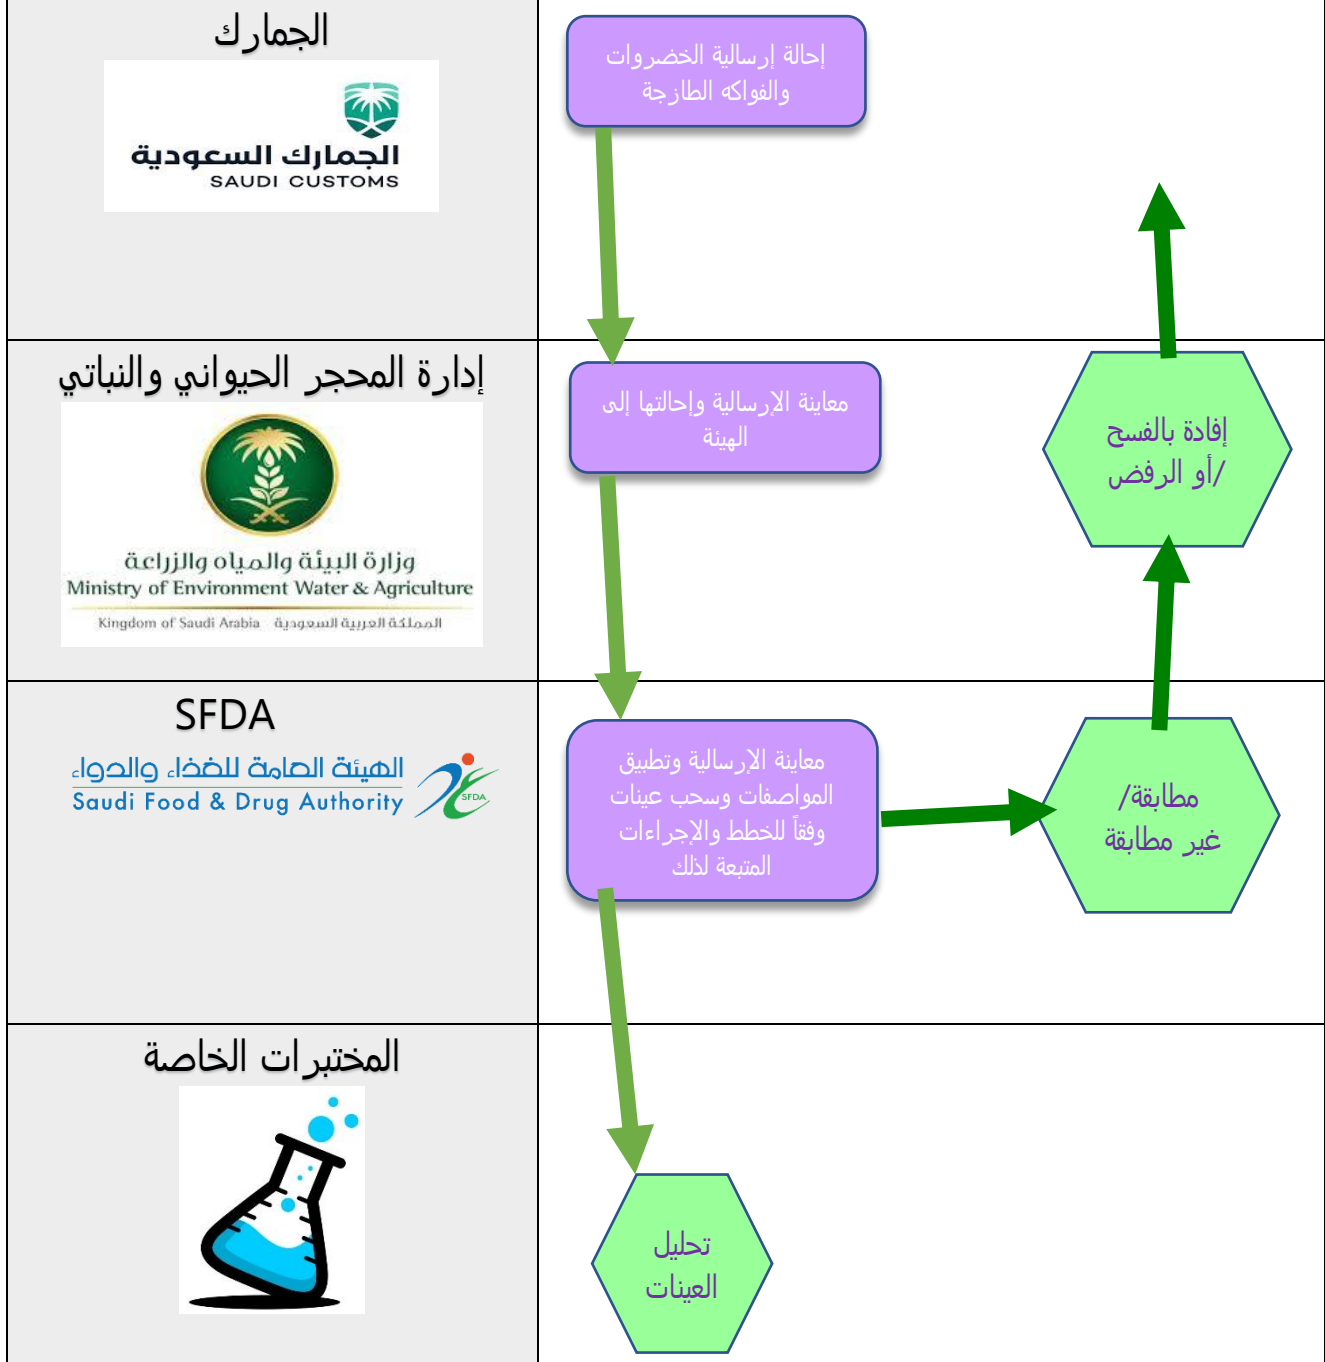 الجمارك
الجمارك السعودية
SAUDI CUSTOMS
إحالة إرسالية الخضروات
والفواكه الطازجة
إدارة المحجر الحيواني والنباتي
وزارة البيئة والمياه والزراعة
Ministry of Environment Water & Agriculture
Kingdom of Saudi Arabia المملكة العربية السعودية
معاينة الإرسالية وإحالتها إلى
الهيئة
إفادة بالفسح
/أو الرفض
SFDA
الهيئة العامة للغذاء والدواء
Saudi Food & Drug Authority
SFDA
معاينة الإرسالية وتطبيق
المواصفات وسحب عينات
وفقاً للخطط والإجراءات
المتبعة لذلك
مطابقة/
غير مطابقة
المختبرات الخاصة
تحليل
العينات